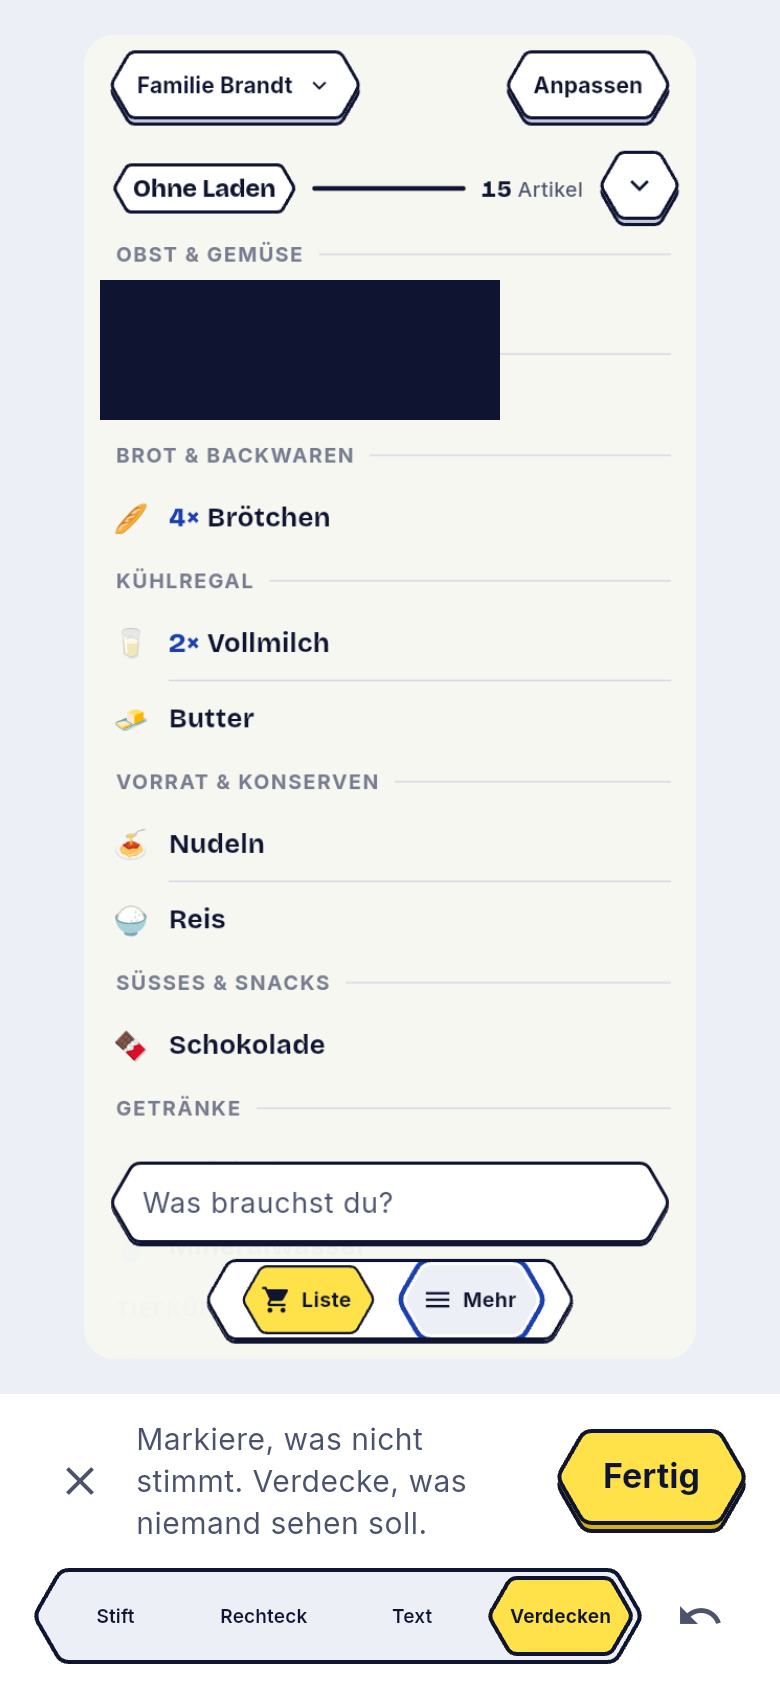 Familie Brandt
Anpassen
Ohne Laden
15 Artikel
OBST & GEMÜSE
BROT & BACKWAREN
4× Brötchen
KÜHLREGAL
2× Vollmilch
Butter
VORRAT & KONSERVEN
Nudeln
Reis
SÜSSES & SNACKS
Schokolade
GETRÄNKE
Was brauchst du?
Mineralwasser
Liste
Mehr
Markiere, was nicht
stimmt. Verdecke, was
niemand sehen soll.
Fertig
Stift
Rechteck
Text
Verdecken